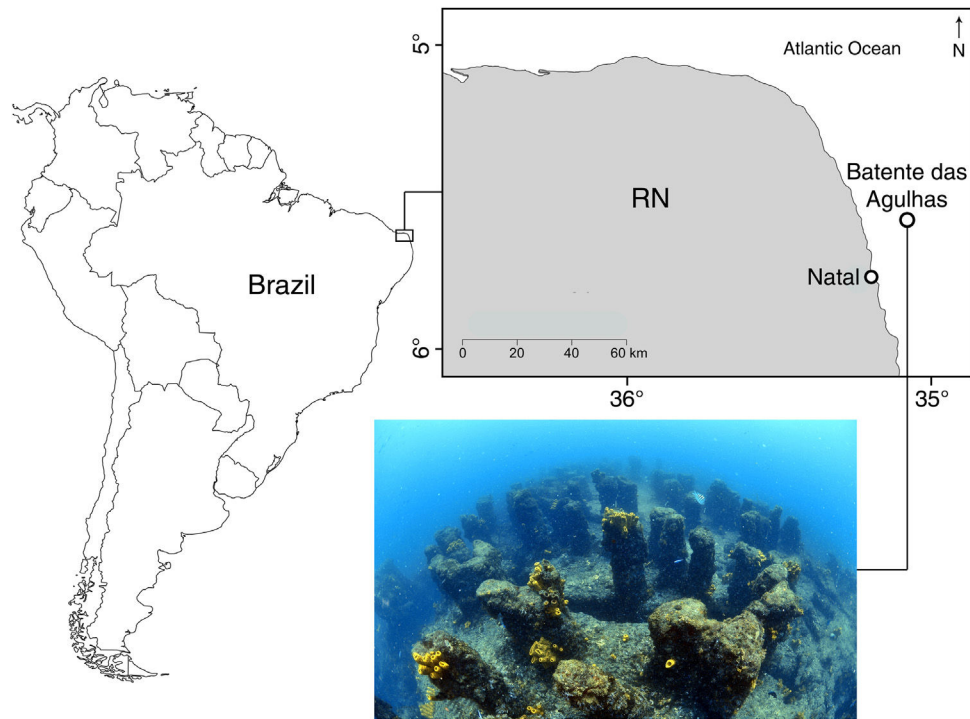 5°
Atlantic Ocean
N
Batente das
Agulhas
RN
Brazil
Natal
0 20 40 60 km
6°
36° 35°